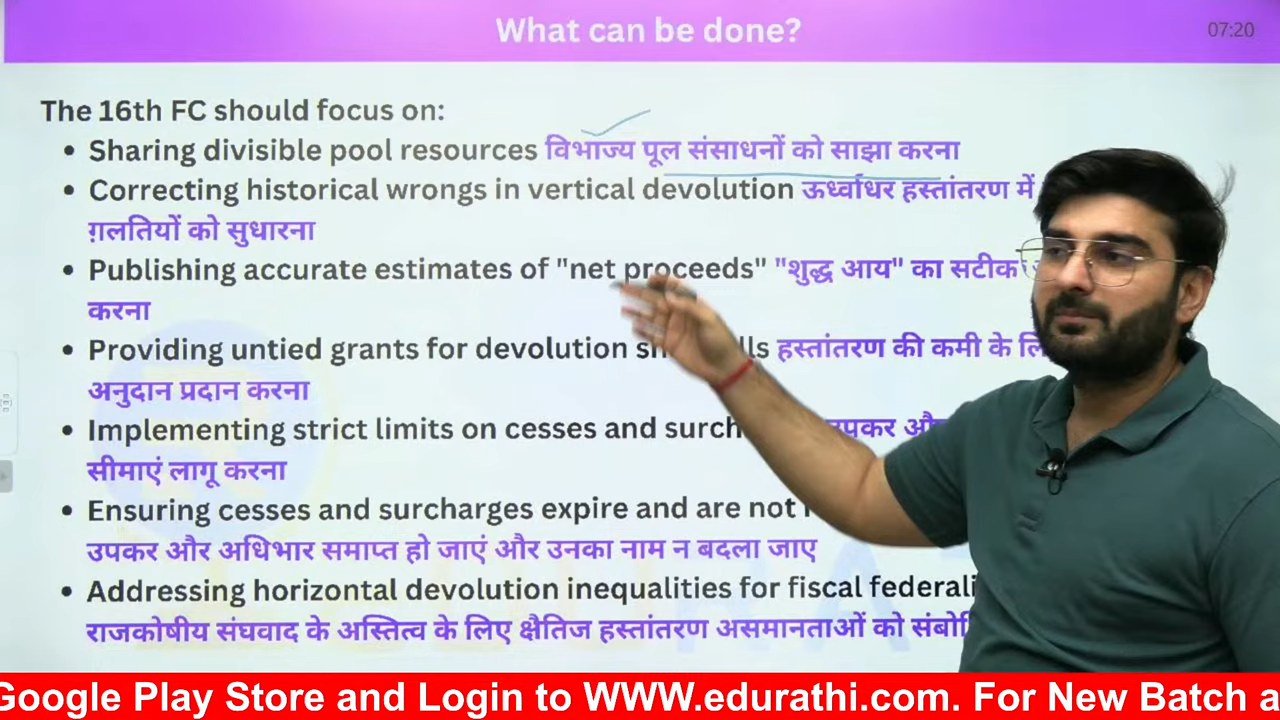 What can be done?
07:20
The 16th FC should focus on:
• Sharing divisible pool resources विभाज्य पूल संसाधनों को साझा करना
• Correcting historical wrongs in vertical devolution ऊर्ध्वाधर हस्तांतरण में
ग़लतियों को सुधारना
• Publishing accurate estimates of "net proceeds" "शुद्ध आय" का सटीक
करना
• Providing untied grants for devolution हस्तांतरण की कमी के
अनुदान प्रदान करना
• Implementing strict limits on cesses and
सीमाएं लागू करना
• Ensuring cesses and surcharges expire and are not
उपकर और अधिभार समाप्त हो जाएं और उनका नाम न बदला जाए
• Addressing horizontal devolution inequalities for fiscal
राजकोषीय संघवाद के अस्तित्व के लिए क्षैतिज हस्तांतरण असमानताओं को
Google Play Store and Login to WWW.edurathi.com. For New Batch a